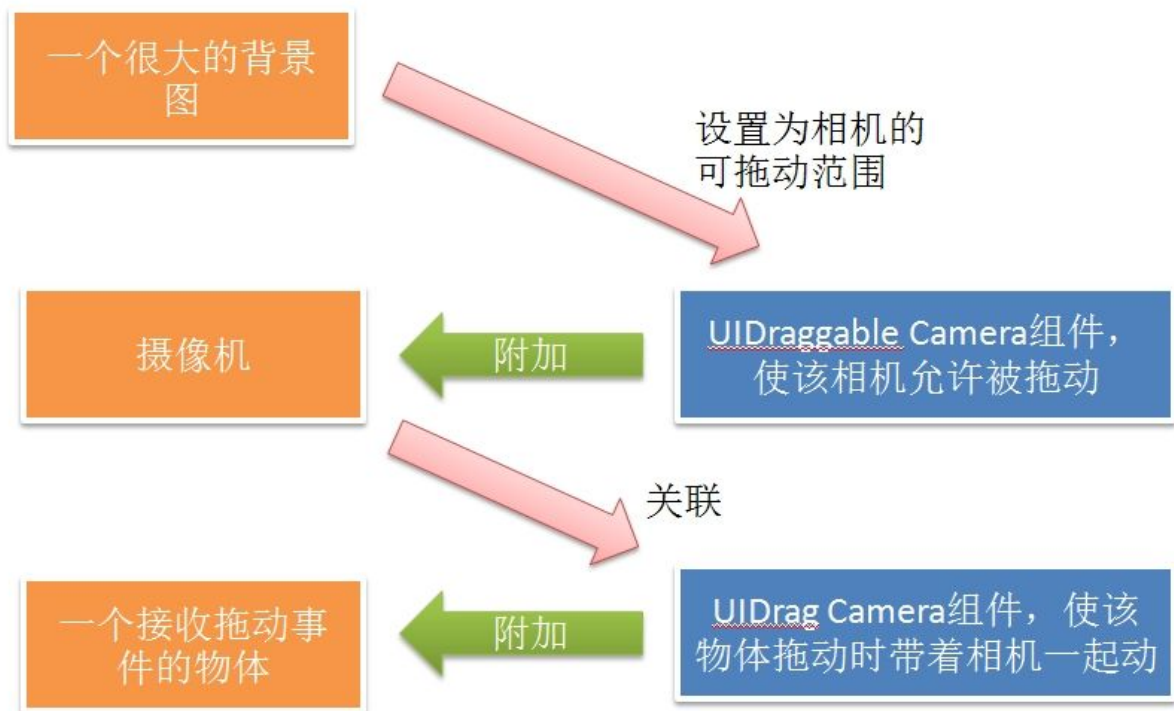 一个很大的背景
图
设置为相机的
可拖动范围
摄像机
附加
UIDraggable Camera组件，
使该相机允许被拖动
关联
一个接收拖动事
件的物体
附加
UIDrag Camera组件，使该
物体拖动时带着相机一起动